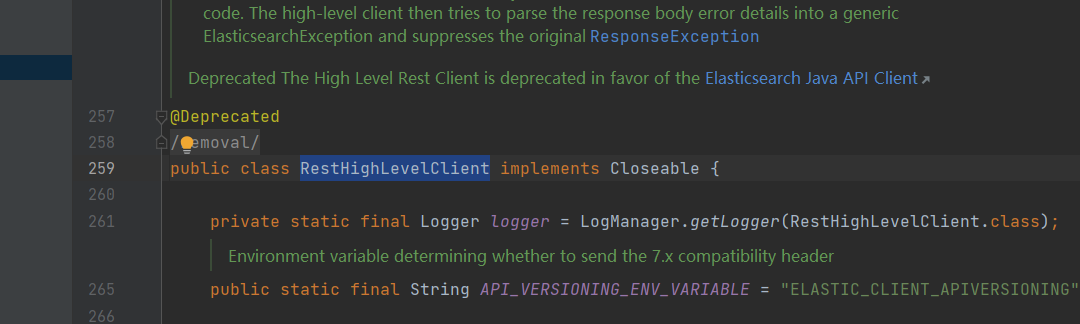 code. The high-level client then tries to parse the response body error details into a generic
ElasticsearchException and suppresses the original ResponseException
Deprecated The High Level Rest Client is deprecated in favor of the Elasticsearch Java API Client↗
257 @Deprecated
258 /emoval/
259 public class RestHighLevelClient implements Closeable {
260
261 private static final Logger logger = LogManager.getLogger(RestHighLevelClient.class);
Environment variable determining whether to send the 7.x compatibility header
265 public static final String API_VERSIONING_ENV_VARIABLE = "ELASTIC_CLIENT_APIVERSIONING"
266